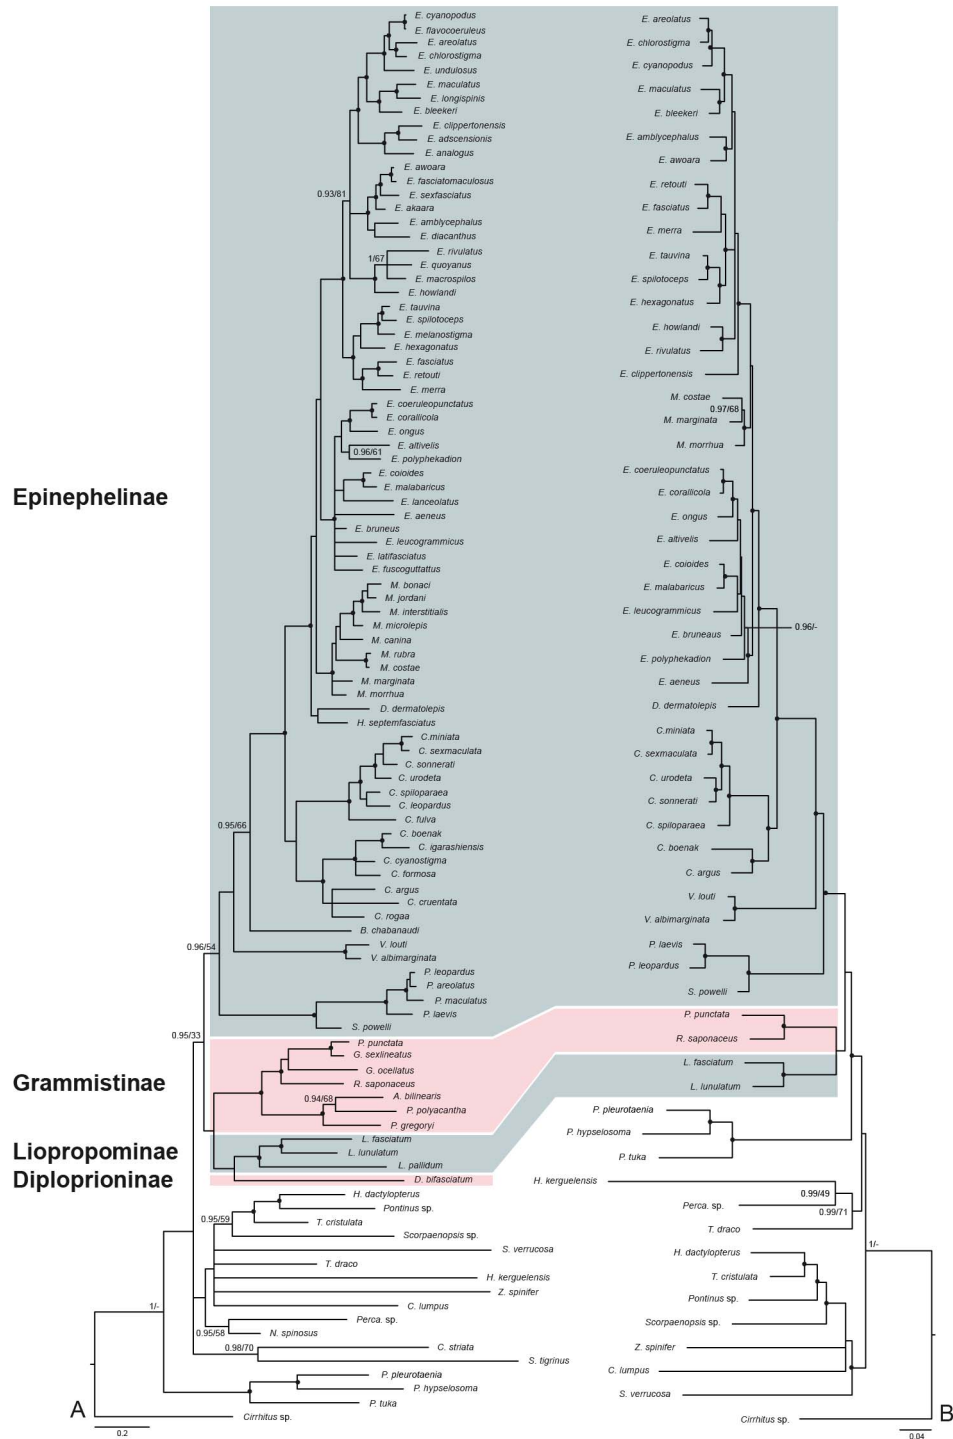 E. cyanopodus
E. flavocoeruleus
E. areolatus
E. chlorostigma
E. undulosus
E. maculatus
E. longispinis
E. bleekeri
E. clippertonensis
E. adscensionis
E. analogus
E. awoara
E. fasciatomaculosus
0.93/81
E. sexfasciatus
E. akaara
E. amblycephalus
E. diacanthus
E. rivulatus
1/67
E. quoyanus
E. macrospilos
E. howlandi
E. tauvina
E. spilotoceps
E. melanostigma
E. hexagonatus
E. fasciatus
E. retouti
E. merra
E. coeruleopunctatus
E. corallicola
E. ongus
E. altivelis
0.96/61
E. polyphekadion
E. coioides
E. malabaricus
Epinephelinae
E. lanceolatus
E. aeneus
E. bruneus
E. leucogrammicus
E. latifasciatus
E. fuscoguttattus
M. bonaci
M. jordani
M. interstitialis
M. microlepis
M. canina
M. rubra
M. costae
M. marginata
M. morrhua
D. dermatolepis
H. septemfasciatus
C.miniata
C. sexmaculata
C. sonnerati
C. urodeta
C. spiloparaea
C. leopardus
C. fulva
0.95/66
C. boenak
C. igarashiensis
C. cyanostigma
C. formosa
C. argus
C. cruentata
C. rogaa
B. chabanaudi
V. louti
0.96/54
V. albimarginata
P. leopardus
P. areolatus
P. maculatus
P. laevis
S. powelli
0.95/33
P. punctata
G. sexlineatus
G. ocellatus
Grammistinae
R. saponaceus
A. bilinearis
0.94/68
P. polyacantha
P. gregoryi
L. fasciatum
Liopropominae
L. lunulatum
L. pallidum
Diploprioninae
D. bifasciatum
H. dactylopterus
Pontinus sp.
0.95/59
T. cristulata
Scorpaenopsis sp.
S. verrucosa
T. draco
H. kerguelensis
Z. spinifer
1/-
C. lumpus
Perca. sp.
0.95/58
N. spinosus
0.98/70
C. striata
S. tigrinus
P. pleurotaenia
P. hypselosoma
P. tuka
A
Cirrhitus sp.
0.2
E. areolatus
E. chlorostigma
E. cyanopodus
E. maculatus
E. bleekeri
E. amblycephalus
E. awoara
E. retouti
E. fasciatus
E. merra
E. tauvina
E. spilotoceps
E. hexagonatus
E. howlandi
E. rivulatus
E. clippertonensis
M. costae
0.97/68
M. marginata
M. morrhua
E. coeruleopunctatus
E. corallicola
E. ongus
E. altivelis
E. coioides
E. malabaricus
E. leucogrammicus
0.96/-
E. bruneaus
E. polyphekadion
E. aeneus
D. dermatolepis
C.miniata
C. sexmaculata
C. urodeta
C. sonnerati
C. spiloparaea
C. boenak
C. argus
V. louti
V. albimarginata
P. laevis
P. leopardus
S. powelli
P. punctata
R. saponaceus
L. fasciatum
L. lunulatum
P. pleurotaenia
P. hypselosoma
P. tuka
H. kerguelensis
0.99/49
Perca. sp.
0.99/71
T. draco
1/-
H. dactylopterus
T. cristulata
Pontinus sp.
Scorpaenopsis sp.
Z. spinifer
C. lumpus
S. verrucosa
Cirrhitus sp.
B
0.04